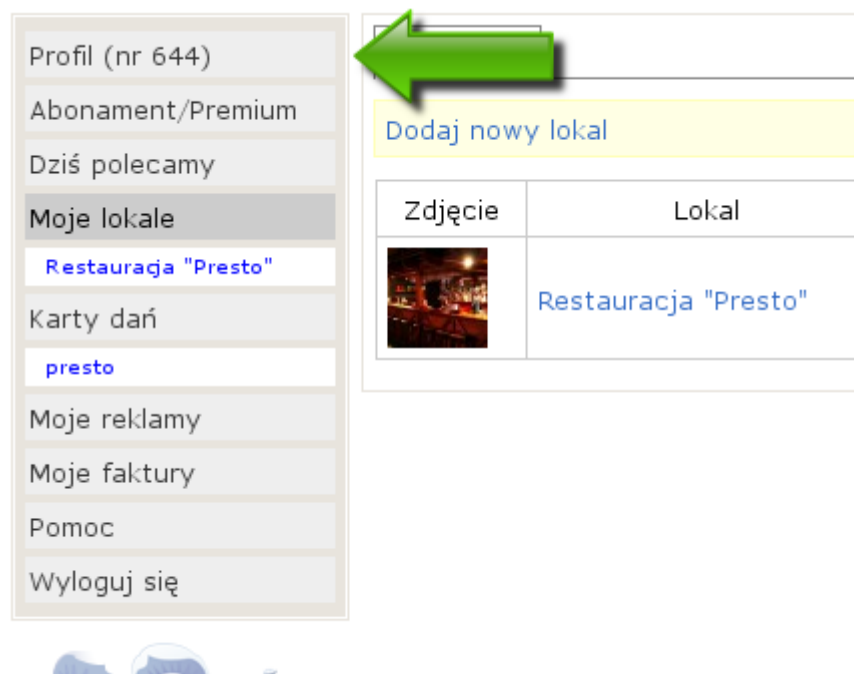 Profil (nr 644)
Abonament/Premium
Dziś polecamy
Moje lokale
Restauracja "Presto"
Karty dań
presto
Moje reklamy
Moje faktury
Pomoc
Wyloguj się
Dodaj nowy lokal
Zdjęcie
Lokal
Restauracja "Presto"